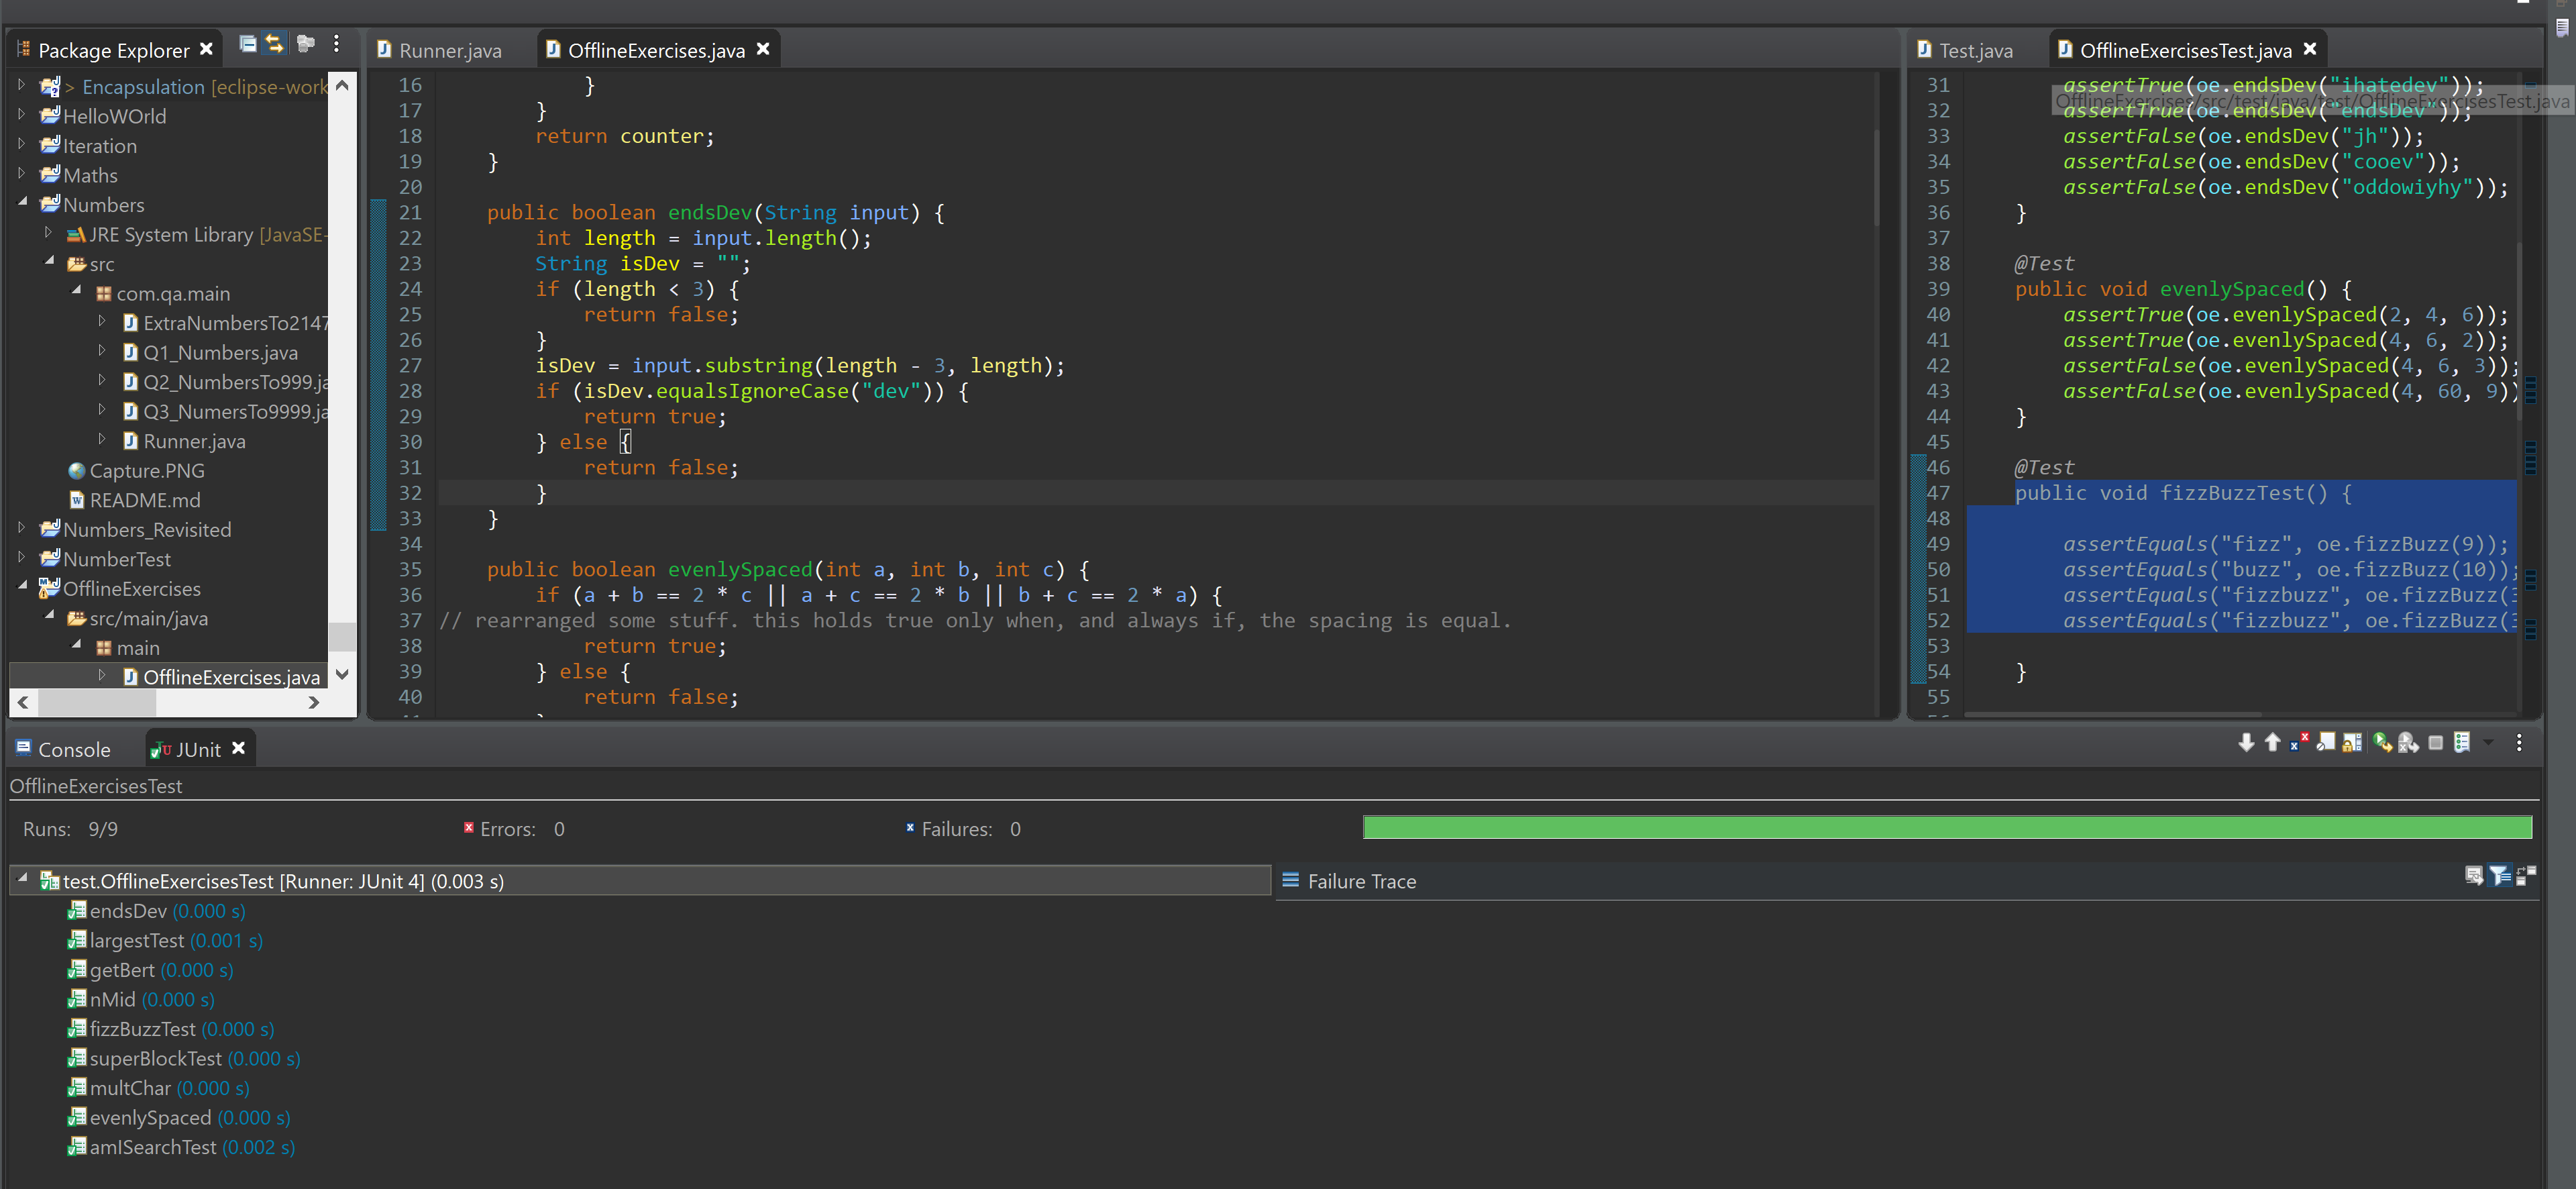 Package Explorer
> Encapsulation [eclipse-work
HelloWOrld
Iteration
Maths
Numbers
JRE System Library [JavaSE-
src
com.qa.main
ExtraNumbersTo2147
Q1_Numbers.java
Q2_NumbersTo999.ja
Q3_NumersTo9999.ja
Runner.java
Capture.PNG
README.md
Numbers_Revisited
NumberTest
OfflineExercises
src/main/java
main
OfflineExercises.java
Runner.java
OfflineExercises.java
16 }
17 }
18 return counter;
19 }
20
21 public boolean endsDev(String input) {
22 int length = input.length();
23 String isDev = "";
24 if (length < 3) {
25 return false;
26 }
27 isDev = input.substring(length - 3, length);
28 if (isDev.equalsIgnoreCase("dev")) {
29 return true;
30 } else {
31 return false;
32 }
33 }
34
35 public boolean evenlySpaced(int a, int b, int c) {
36 if (a + b == 2 * c || a + c == 2 * b || b + c == 2 * a) {
37 // rearranged some stuff. this holds true only when, and always if, the spacing is equal.
38 return true;
39 } else {
40 return false;
Test.java
OfflineExercisesTest.java
31 assertTrue(oe.endsDev("ihatedev"));
OfflineExercises/src/test/java/test/OfflineExercisesTest.java
32 assertTrue(oe.endsDev("endsDev"));
33 assertFalse(oe.endsDev("jh"));
34 assertFalse(oe.endsDev("cooev"));
35 assertFalse(oe.endsDev("oddowiyhy"));
36 }
37
38 @Test
39 public void evenlySpaced() {
40 assertTrue(oe.evenlySpaced(2, 4, 6));
41 assertTrue(oe.evenlySpaced(4, 6, 2));
42 assertFalse(oe.evenlySpaced(4, 6, 3));
43 assertFalse(oe.evenlySpaced(4, 60, 9))
44 }
45
46 @Test
47 public void fizzBuzzTest() {
48
49 assertEquals("fizz", oe.fizzBuzz(9));
50 assertEquals("buzz", oe.fizzBuzz(10));
51 assertEquals("fizzbuzz", oe.fizzBuzz(3
52 assertEquals("fizzbuzz", oe.fizzBuzz(3
53
54 }
55
Console
JUnit
OfflineExercisesTest
Runs: 9/9
Errors: 0
Failures: 0
test.OfflineExercisesTest [Runner: JUnit 4] (0.003 s)
endsDev (0.000 s)
largestTest (0.001 s)
getBert (0.000 s)
nMid (0.000 s)
fizzBuzzTest (0.000 s)
superBlockTest (0.000 s)
multChar (0.000 s)
evenlySpaced (0.000 s)
amISearchTest (0.002 s)
Failure Trace